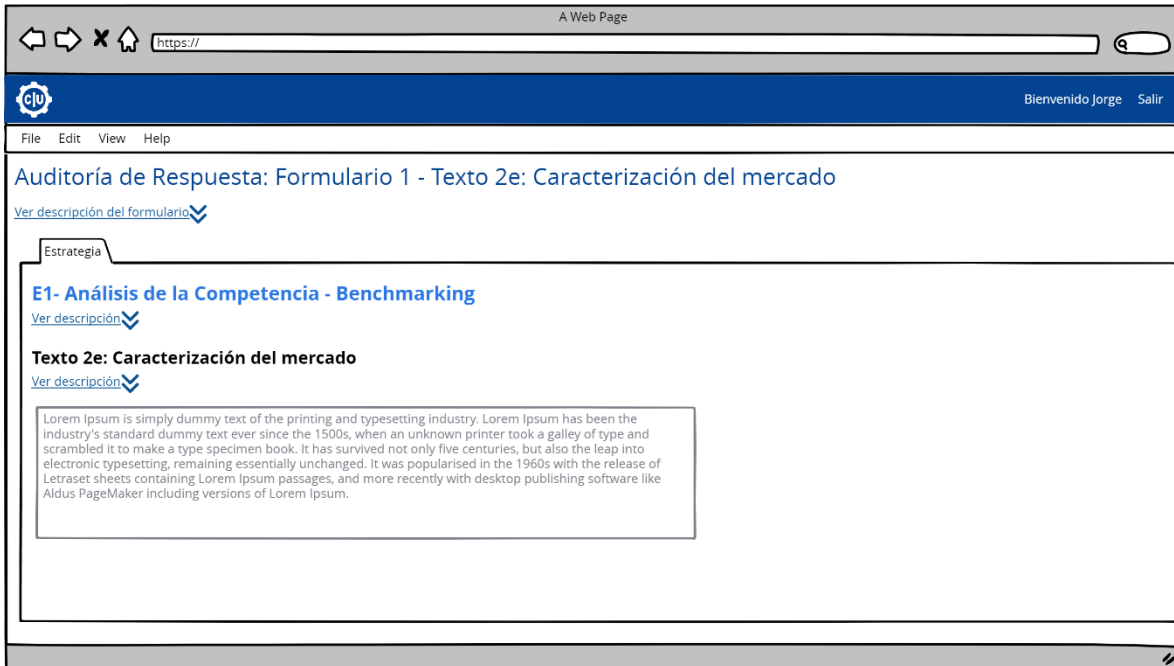 A Web Page
https://
C|U
Bienvenido Jorge Salir
File Edit View Help
Auditoría de Respuesta: Formulario 1 - Texto 2e: Caracterización del mercado
Ver descripción del formulario
Estrategia
E1- Análisis de la Competencia - Benchmarking
Ver descripción
Texto 2e: Caracterización del mercado
Ver descripción
Lorem Ipsum is simply dummy text of the printing and typesetting industry. Lorem Ipsum has been the
industry's standard dummy text ever since the 1500s, when an unknown printer took a galley of type and
scrambled it to make a type specimen book. It has survived not only five centuries, but also the leap into
electronic typesetting, remaining essentially unchanged. It was popularised in the 1960s with the release of
Letraset sheets containing Lorem Ipsum passages, and more recently with desktop publishing software like
Aldus PageMaker including versions of Lorem Ipsum.